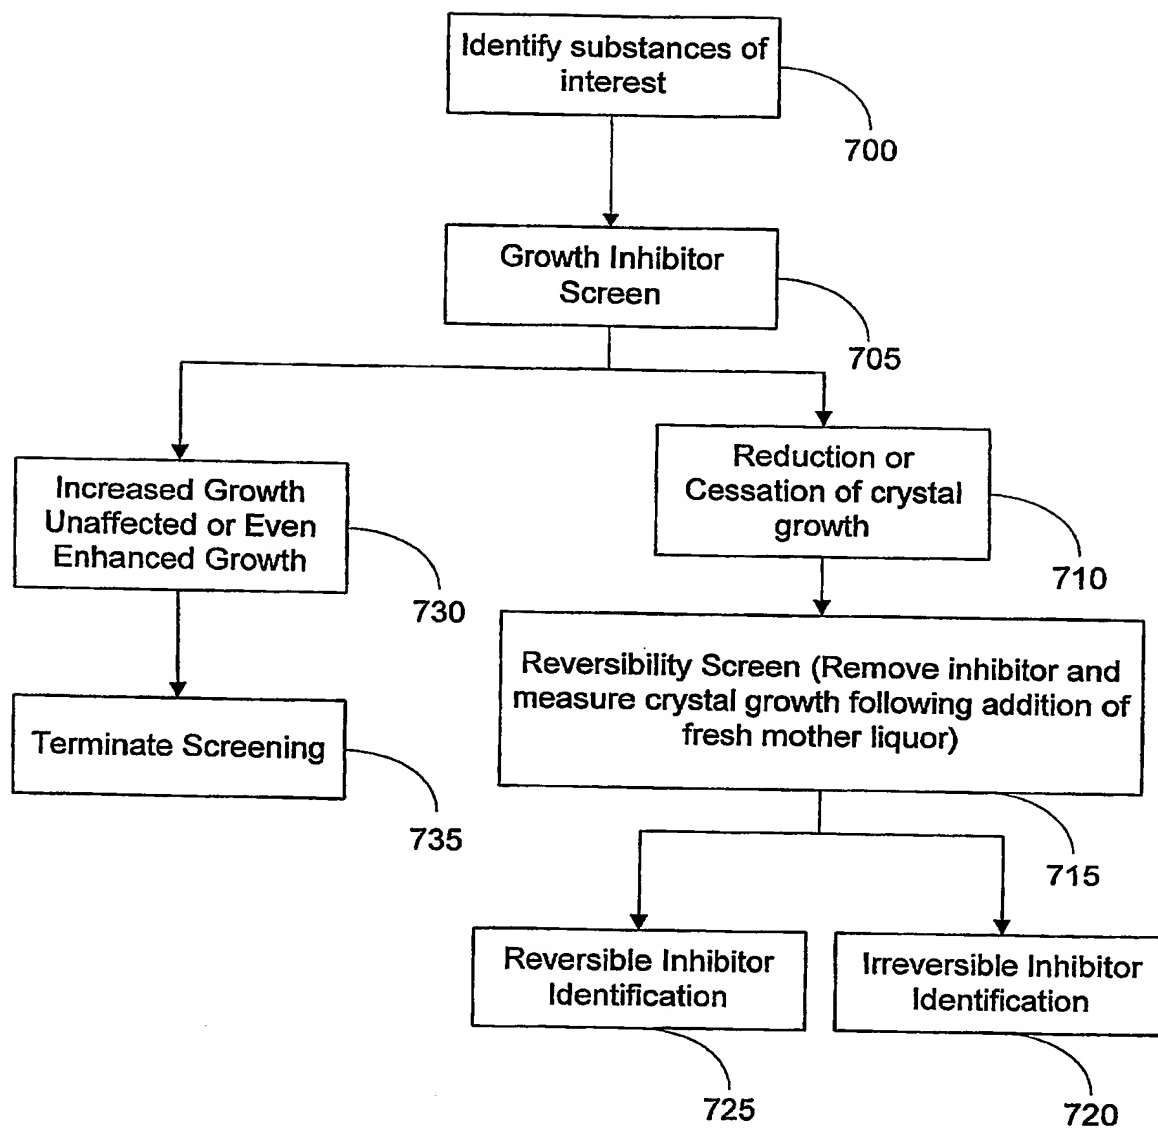 Identify substances of
interest
700
Growth Inhibitor
Screen
705
Increased Growth
Unaffected or Even
Enhanced Growth
730
Reduction or
Cessation of crystal
growth
710
Terminate Screening
735
Reversibility Screen (Remove inhibitor and
measure crystal growth following addition of
fresh mother liquor)
715
Reversible Inhibitor
Identification
725
Irreversible Inhibitor
Identification
720